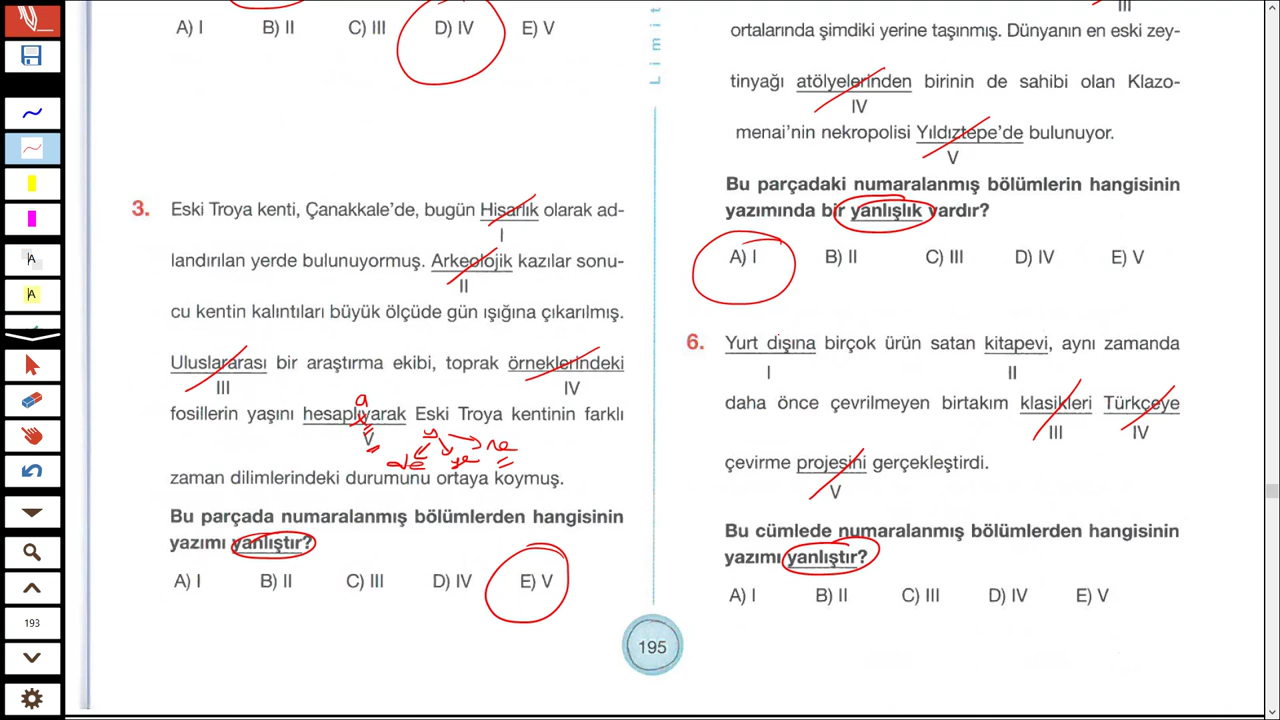 A) I B) II C) III D) IV E) V
3. Eski Troya kenti, Çanakkale'de, bugün Hisarlık olarak ad-
I
landırılan yerde bulunuyormuş. Arkeolojik kazılar sonu-
II
cu kentin kalıntıları büyük ölçüde gün ışığına çıkarılmış.
Uluslararası bir araştırma ekibi, toprak örneklerindeki
III IV
a
fosillerin yaşını hesaplıyarak Eski Troya kentinin farklı
V
y
de ye ne
zaman dilimlerindeki durumunu ortaya koymuş.
Bu parçada numaralanmış bölümlerden hangisinin
yazımı yanlıştır?
A) I B) II C) III D) IV E) V
Limit
III
ortalarında şimdiki yerine taşınmış. Dünyanın en eski zey-
tinyağı atölyelerinden birinin de sahibi olan Klazo-
IV
menai'nin nekropolisi Yıldıztepe'de bulunuyor.
V
Bu parçadaki numaralanmış bölümlerin hangisinin
yazımında bir yanlışlık vardır?
A) I B) II C) III D) IV E) V
6. Yurt dışına birçok ürün satan kitapevi, aynı zamanda
I II
daha önce çevrilmeyen birtakım klasikleri Türkçeye
III IV
çevirme projesini gerçekleştirdi.
V
Bu cümlede numaralanmış bölümlerden hangisinin
yazımı yanlıştır?
A) I B) II C) III D) IV E) V
195
A
A
193